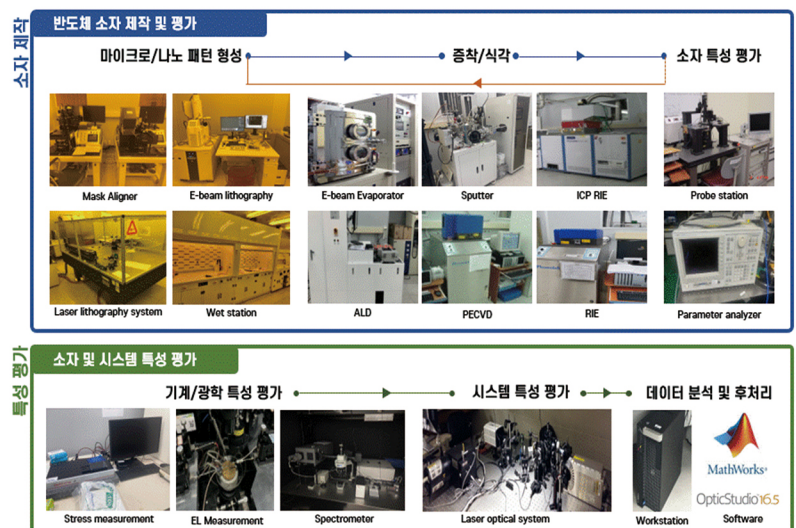 소자 제작
반도체 소자 제작 및 평가
마이크로/나노 패턴 형성
증착/식각
소자 특성 평가
Mask Aligner
E-beam lithography
E-beam Evaporator
Sputter
ICP RIE
Probe station
Laser lithography system
Wet station
ALD
PECVD
RIE
Parameter analyzer
특성 평가
소자 및 시스템 특성 평가
기계/광학 특성 평가
시스템 특성 평가
데이터 분석 및 후처리
MathWorks®
OpticStudio16.5
Stress measurement
EL Measurement
Spectrometer
Laser optical system
Workstation
Software